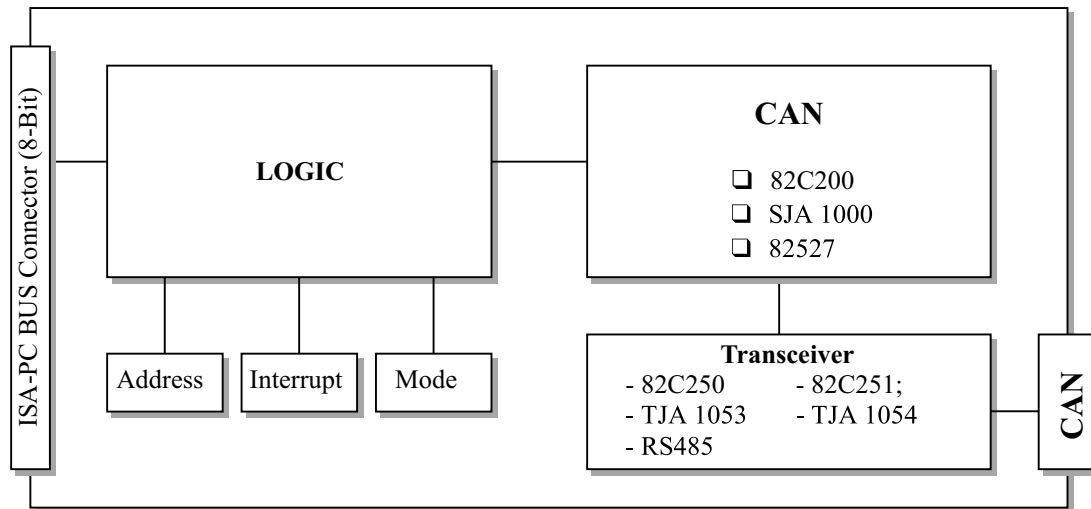 ISA-PC BUS Connector (8-Bit)
LOGIC
Address
Interrupt
Mode
CAN
❑ 82C200
❑ SJA 1000
❑ 82527
Transceiver
- 82C250 - 82C251;
- TJA 1053 - TJA 1054
- RS485
CAN